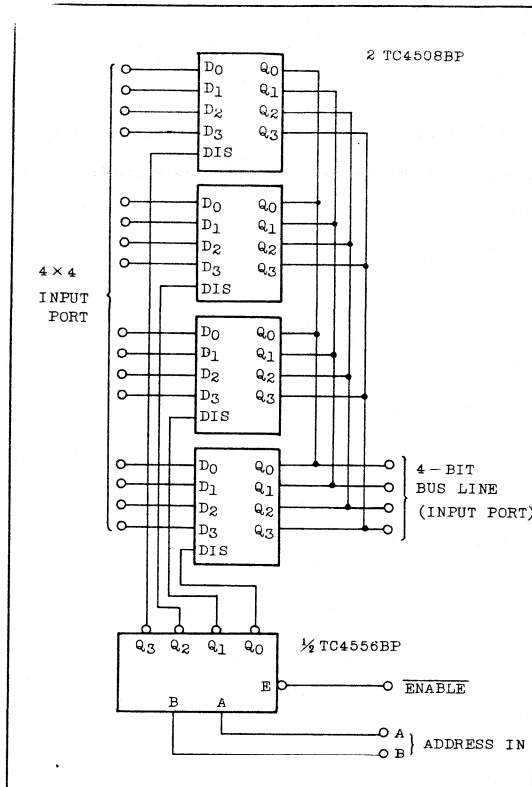 2 TC4508BP
D0 Q0
D1 Q1
D2 Q2
D3 Q3
DIS
D0 Q0
D1 Q1
D2 Q2
D3 Q3
DIS
4×4
INPUT
PORT
D0 Q0
D1 Q1
D2 Q2
D3 Q3
DIS
D0 Q0
D1 Q1
D2 Q2
D3 Q3
DIS
4-BIT
BUS LINE
(INPUT PORT)
Q3 Q2 Q1 Q0
½ TC4556BP
E
ENABLE
B A
A
B
ADDRESS IN